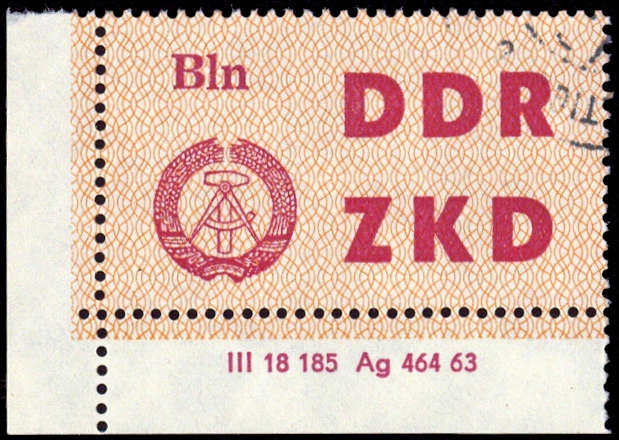 Bln
DDR
ZKD
III 18 185 Ag 464 63